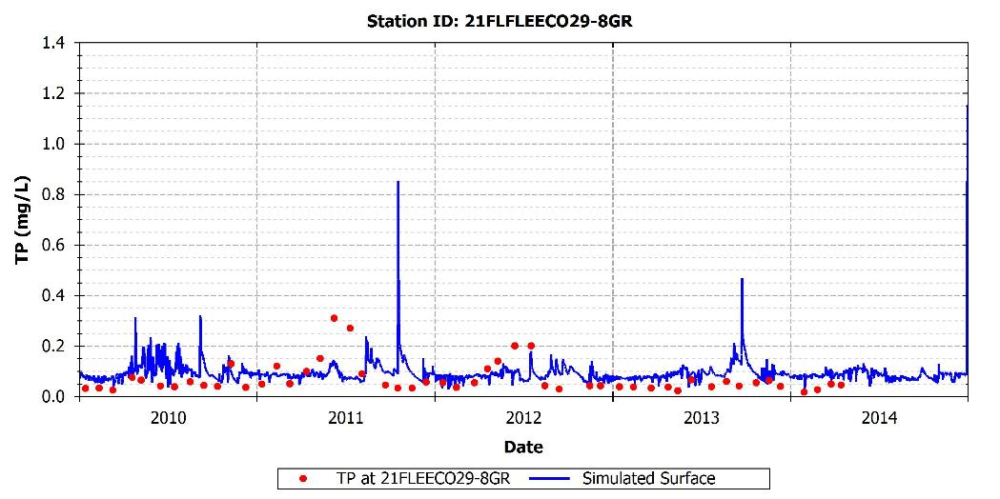 Station ID: 21FLFLEECO29-8GR
1.4
1.2
1.0
0.8
0.6
0.4
0.2
0.0
TP (mg/L)
2010 2011 2012 2013 2014
Date
TP at 21FLEECO29-8GR Simulated Surface